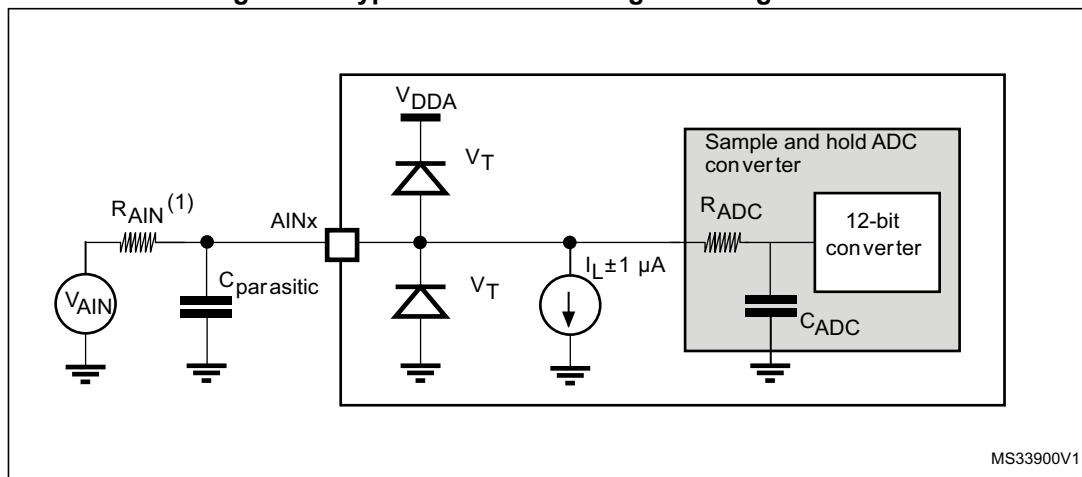 V_DDA
V_T
Sample and hold ADC
converter
R_AIN (1)
AINx
R_ADC
12-bit
converter
I_L±1 µA
V_AIN
C_parasitic
V_T
C_ADC
MS33900V1